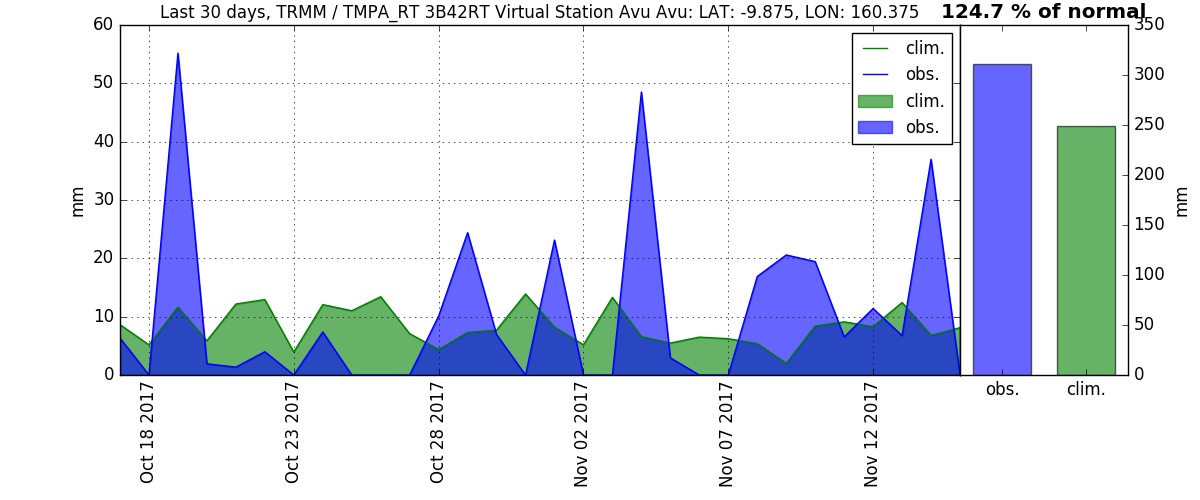 Last 30 days, TRMM / TMPA_RT 3B42RT Virtual Station Avu Avu: LAT: -9.875, LON: 160.375
124.7 % of normal
60
50
40
30
20
10
0
mm
clim.
obs.
clim.
obs.
350
300
250
200
150
100
50
0
mm
Oct 18 2017
Oct 23 2017
Oct 28 2017
Nov 02 2017
Nov 07 2017
Nov 12 2017
obs.
clim.